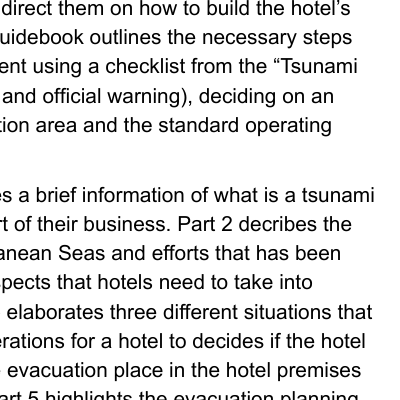 direct them on how to build the hotel's
uidebook outlines the necessary steps
ent using a checklist from the “Tsunami
and official warning), deciding on an
tion area and the standard operating
es a brief information of what is a tsunami
rt of their business. Part 2 decribes the
anean Seas and efforts that has been
spects that hotels need to take into
elaborates three different situations that
erations for a hotel to decides if the hotel
evacuation place in the hotel premises
art 5 highlights the evacuation planning